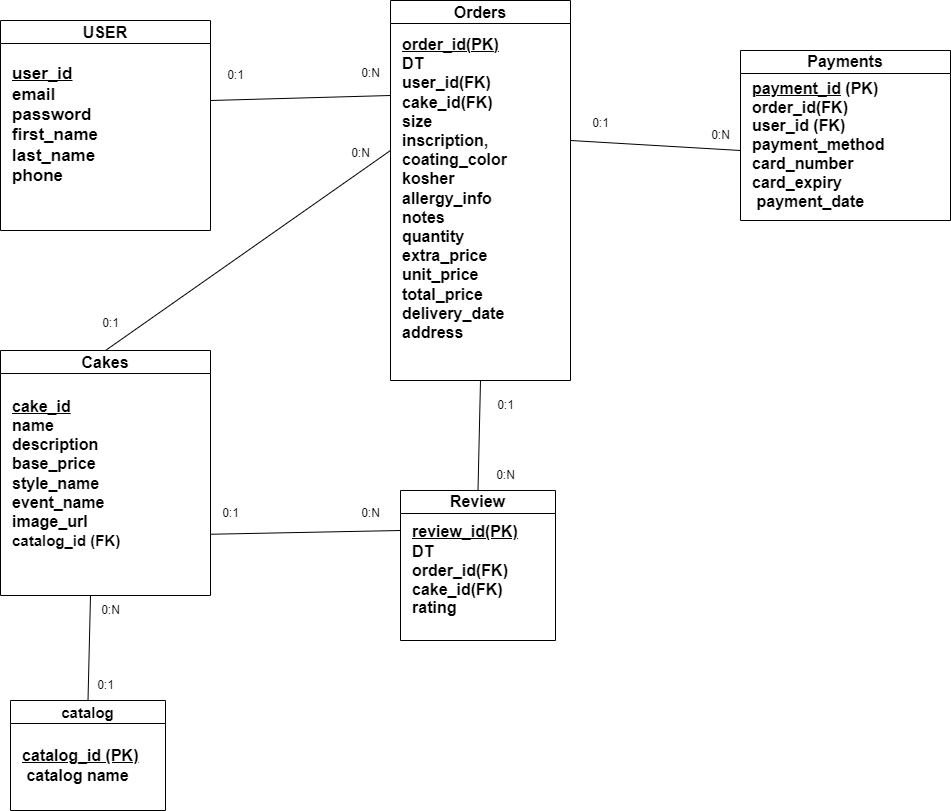 USER
user_id
email
password
first_name
last_name
phone
0:1
0:N
Orders
order_id(PK)
DT
user_id(FK)
cake_id(FK)
size
inscription,
coating_color
kosher
allergy_info
notes
quantity
extra_price
unit_price
total_price
delivery_date
address
0:1
0:N
Payments
payment_id (PK)
order_id(FK)
user_id (FK)
payment_method
card_number
card_expiry
payment_date
0:N
0:1
Cakes
cake_id
name
description
base_price
style_name
event_name
image_url
catalog_id (FK)
0:1
0:N
0:1
0:N
Review
review_id(PK)
DT
order_id(FK)
cake_id(FK)
rating
0:N
0:1
catalog
catalog_id (PK)
catalog name